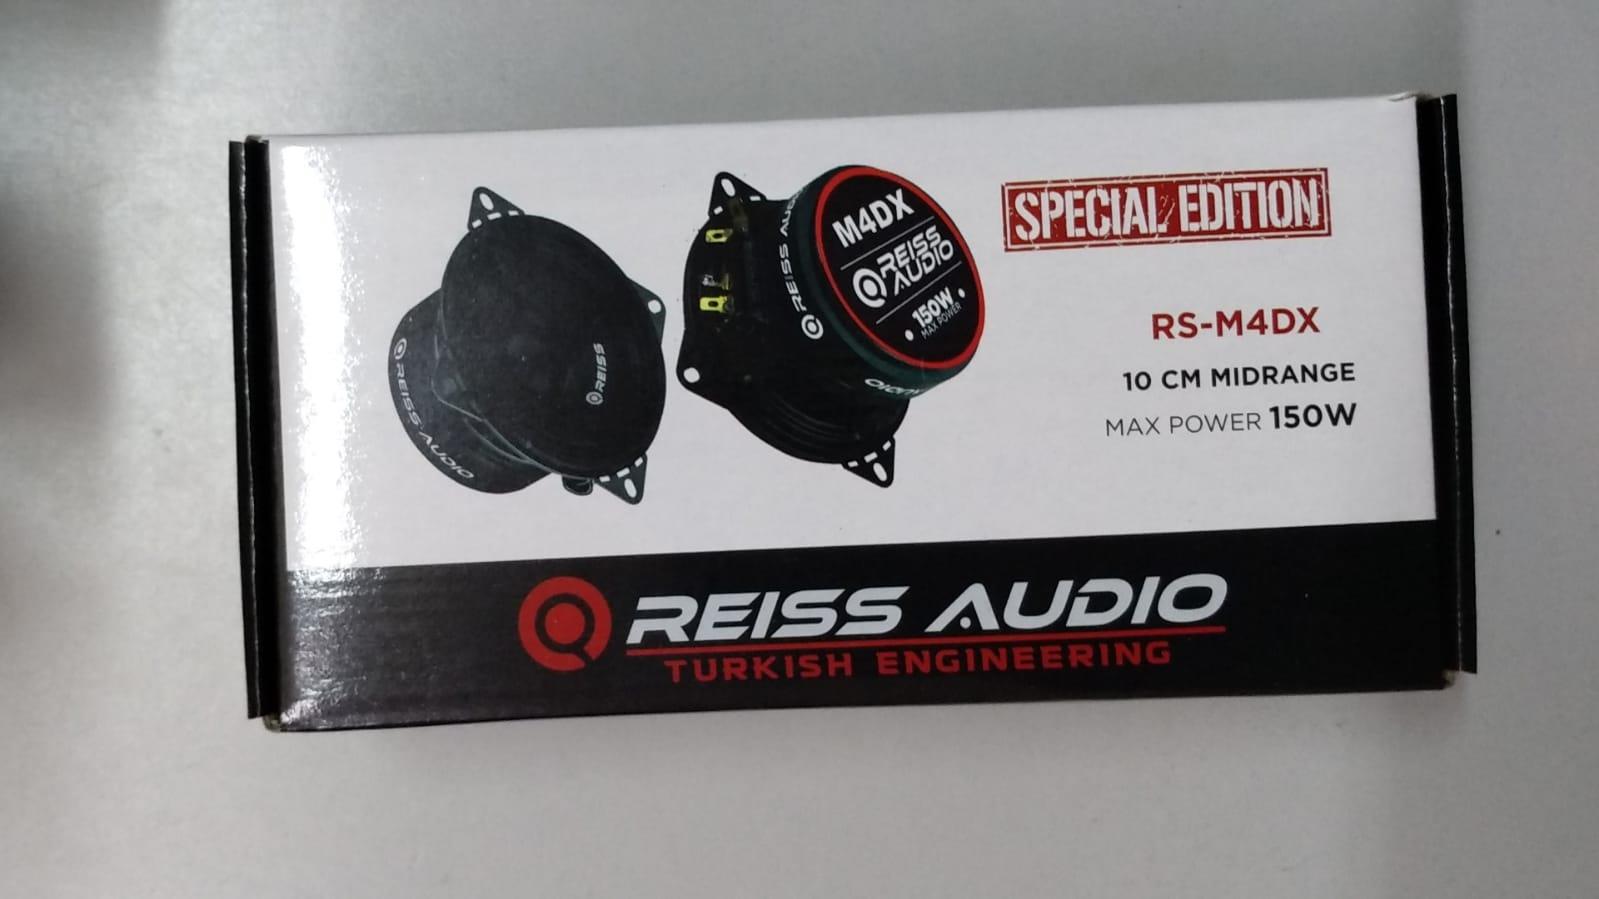 REISS AUDIO
REISS
REISS AUDIO
M4DX
REISS
AUDIO
150W
MAX POWER
AUDIO
SPECIAL EDITION
RS-M4DX
10 CM MIDRANGE
MAX POWER 150W
REISS AUDIO
TURKISH ENGINEERING